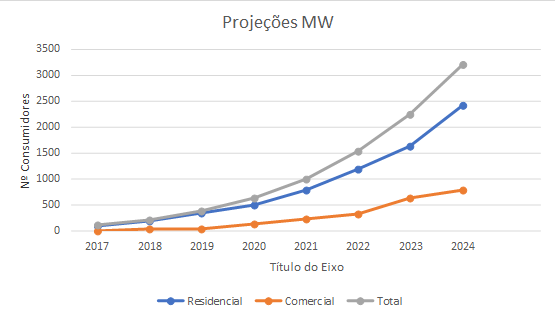 Projeções MW
3500
3000
2500
2000
1500
1000
500
0
Nº Consumidores
2017 2018 2019 2020 2021 2022 2023 2024
Título do Eixo
Residencial Comercial Total